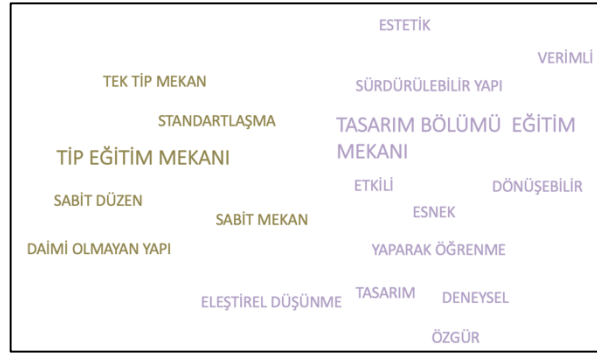 ESTETİK
VERİMLİ
TEK TİP MEKAN
SÜRDÜRÜLEBİLİR YAPI
STANDARTLAŞMA
TASARIM BÖLÜMÜ EĞİTİM
MEKANI
TİP EĞİTİM MEKANI
ETKİLİ
DÖNÜŞEBİLİR
SABİT DÜZEN
ESNEK
SABİT MEKAN
DAİMİ OLMAYAN YAPI
YAPARAK ÖĞRENME
TASARIM
DENEYSEL
ELEŞTİREL DÜŞÜNME
ÖZGÜR